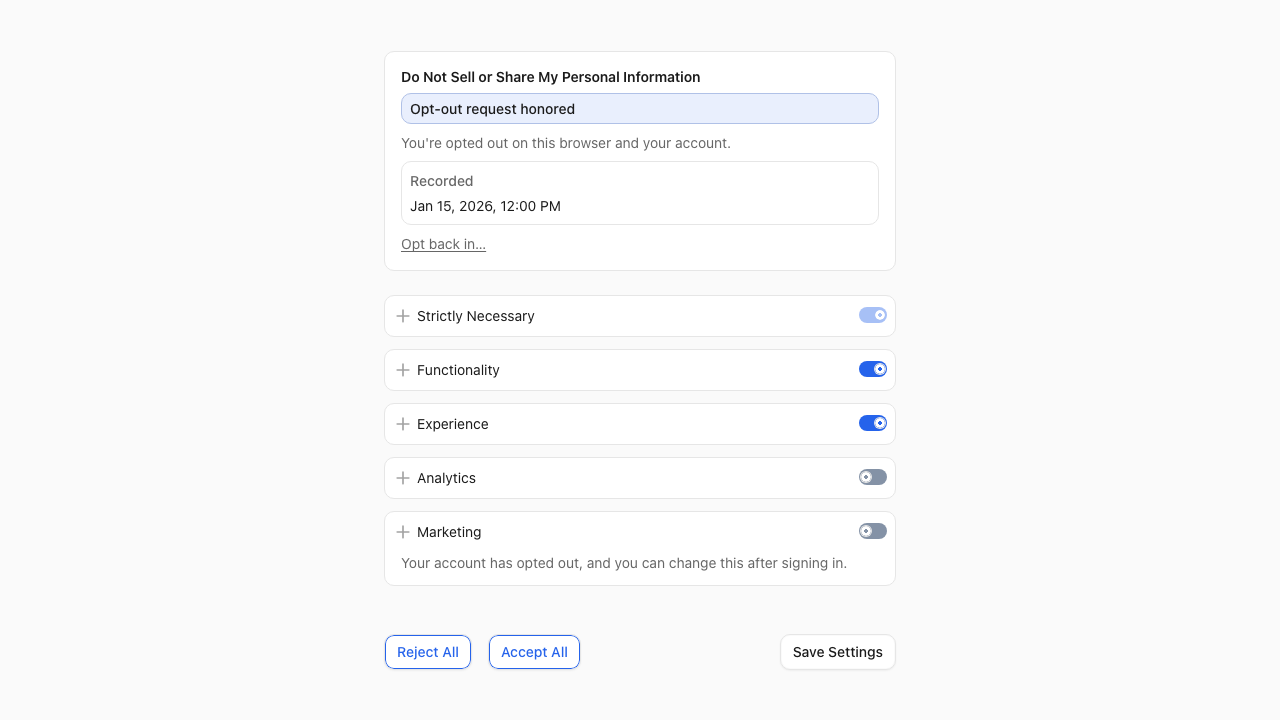 Do Not Sell or Share My Personal Information
Opt-out request honored
You're opted out on this browser and your account.
Recorded
Jan 15, 2026, 12:00 PM
Opt back in...
Strictly Necessary
Functionality
Experience
Analytics
Marketing
Your account has opted out, and you can change this after signing in.
Reject All
Accept All
Save Settings